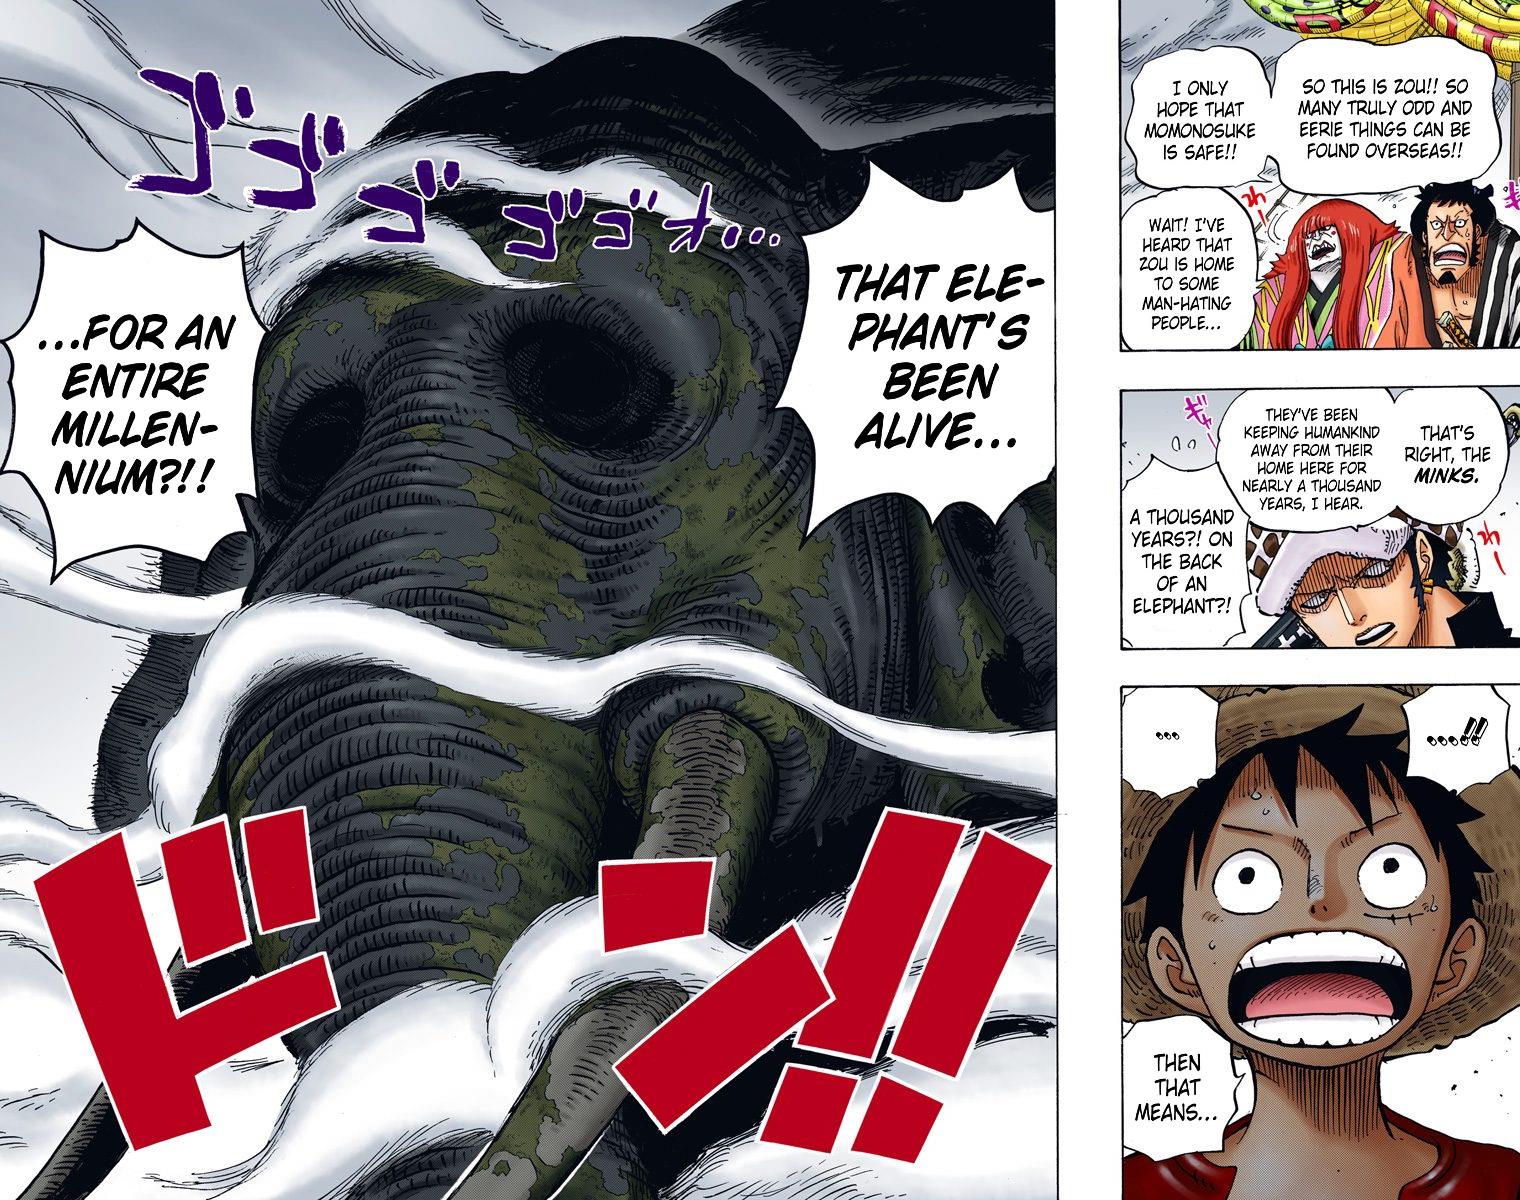 SO THIS IS ZOU!! SO
MANY TRULY ODD AND
EERIE THINGS CAN BE
FOUND OVERSEAS!!
I ONLY
HOPE THAT
MOMONOSUKE
IS SAFE!!
WAIT! I'VE
HEARD THAT
ZOU IS HOME
TO SOME
MAN-HATING
PEOPLE...
THAT'S
RIGHT, THE
MINKS.
THEY'VE BEEN
KEEPING HUMANKIND
AWAY FROM THEIR
HOME HERE FOR
NEARLY A THOUSAND
YEARS, I HEAR.
A THOUSAND
YEARS?! ON
THE BACK
OF AN
ELEPHANT?!
...!!
...
THEN
THAT
MEANS...
THAT ELE-
PHANT'S
BEEN
ALIVE...
...FOR AN
ENTIRE
MILLEN-
NIUM?!!
ゴゴゴゴゴオ...
ドン!!